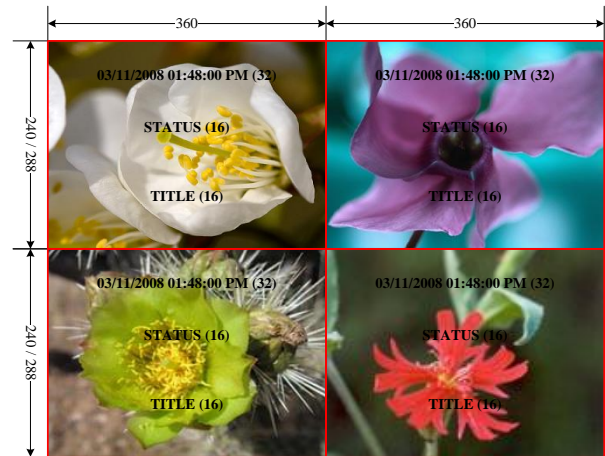 360 360
240 / 288
03/11/2008 01:48:00 PM (32) 03/11/2008 01:48:00 PM (32)
STATUS (16) STATUS (16)
TITLE (16) TITLE (16)
240 / 288
03/11/2008 01:48:00 PM (32) 03/11/2008 01:48:00 PM (32)
STATUS (16) STATUS (16)
TITLE (16) TITLE (16)